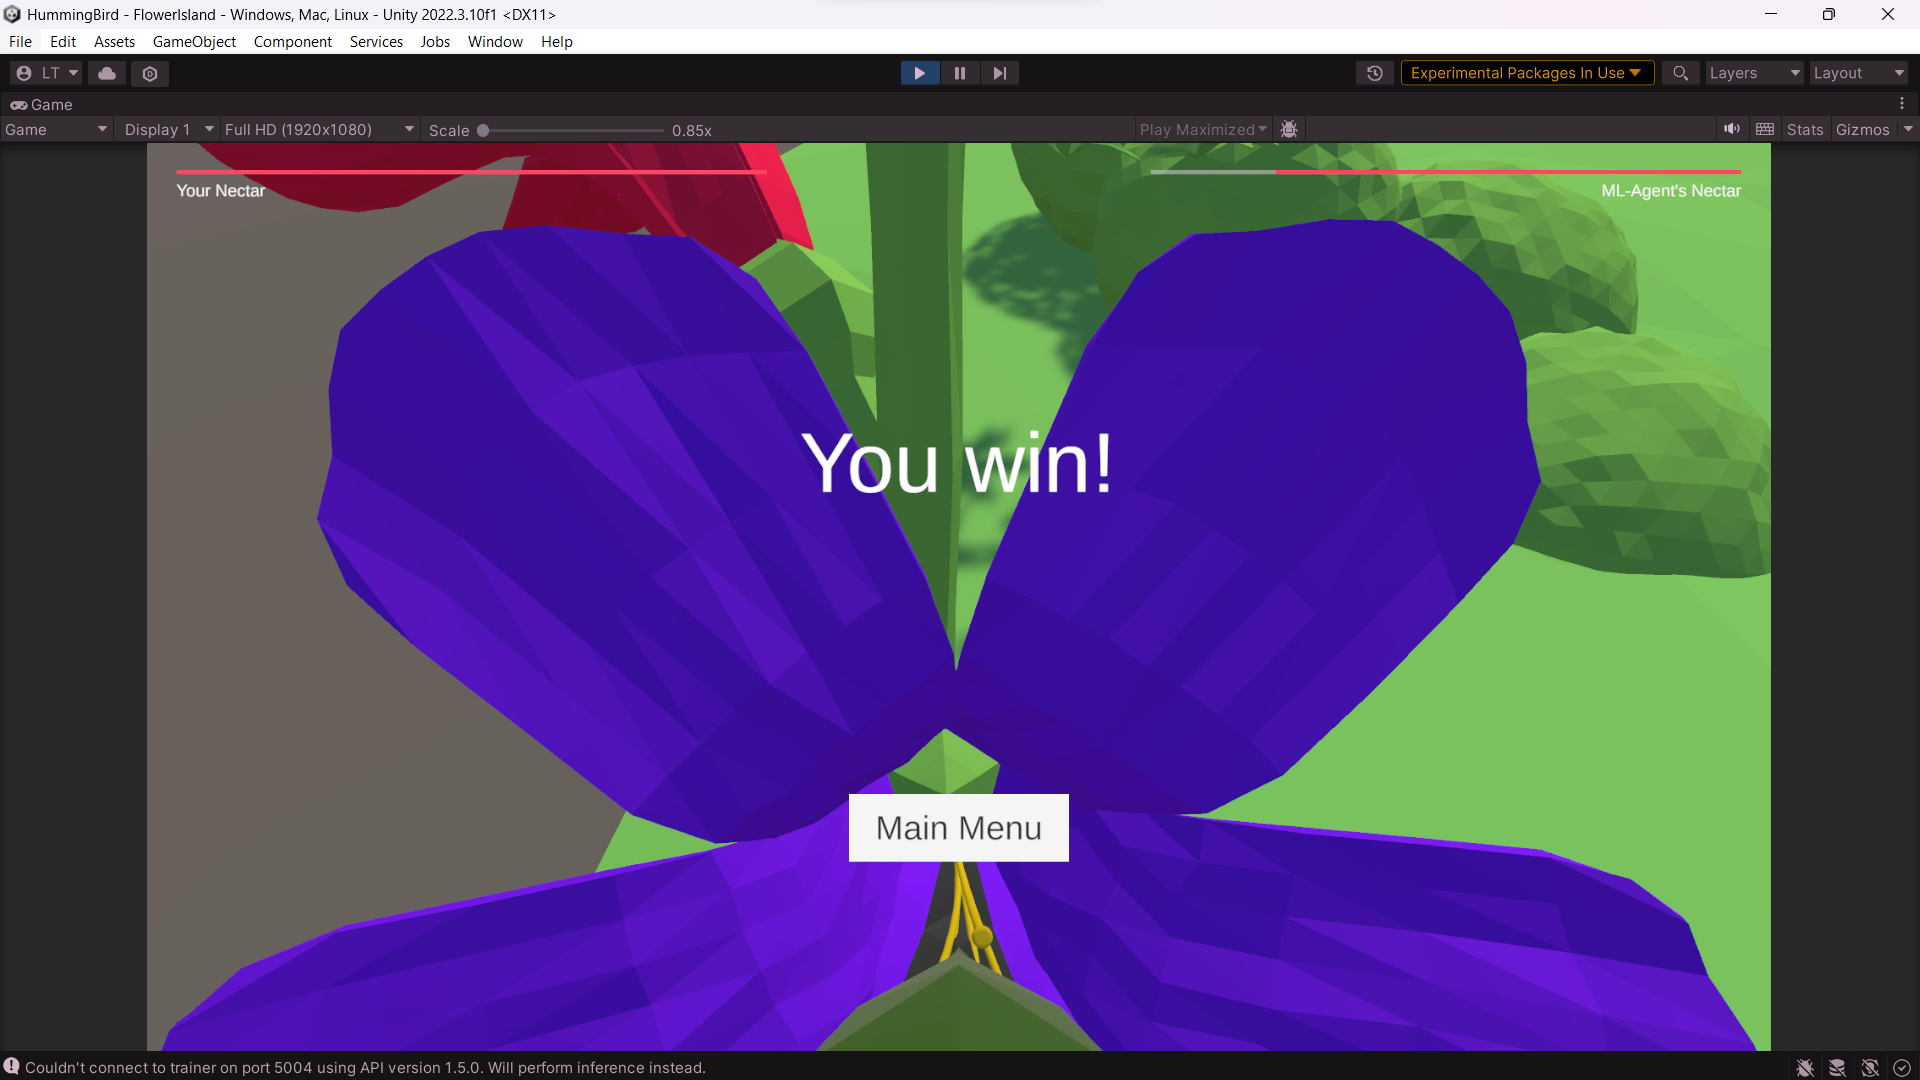 HummingBird - FlowerIsland - Windows, Mac, Linux - Unity 2022.3.10f1 <DX11>
File Edit Assets GameObject Component Services Jobs Window Help
LT Experimental Packages In Use Layers Layout
Game
Game Display 1 Full HD (1920x1080) Scale 0.85x Play Maximized Stats Gizmos
Your Nectar ML-Agent's Nectar
You win!
Main Menu
Couldn't connect to trainer on port 5004 using API version 1.5.0. Will perform inference instead.